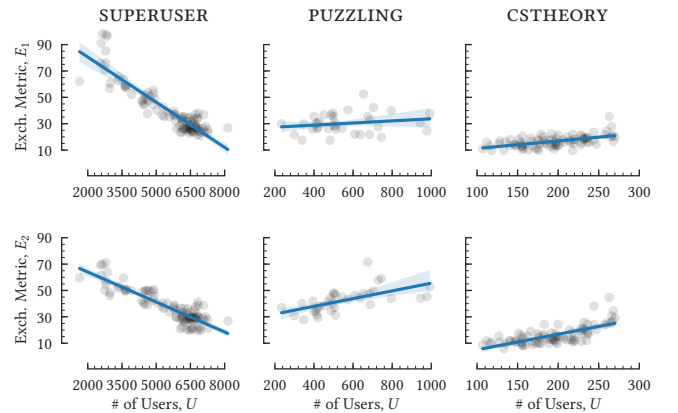 SUPERUSER PUZZLING CSTHEORY
Exch. Metric, E1
90
70
50
30
10
2000 3500 5000 6500 8000
200 400 600 800 1000
100 150 200 250 300
Exch. Metric, E2
90
70
50
30
10
2000 3500 5000 6500 8000
200 400 600 800 1000
100 150 200 250 300
# of Users, U # of Users, U # of Users, U